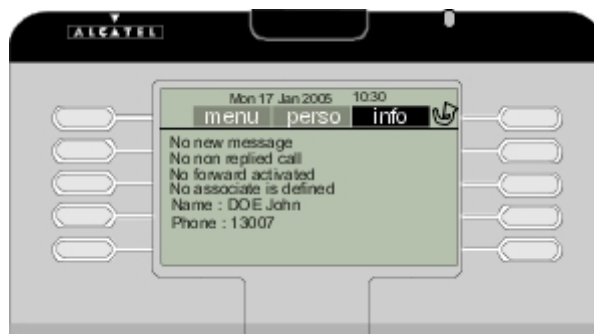 ALCATEL
Mon 17 Jan 2005 10:30
menu perso info
No new message
No non replied call
No forward activated
No associate is defined
Name : DOE John
Phone : 13007